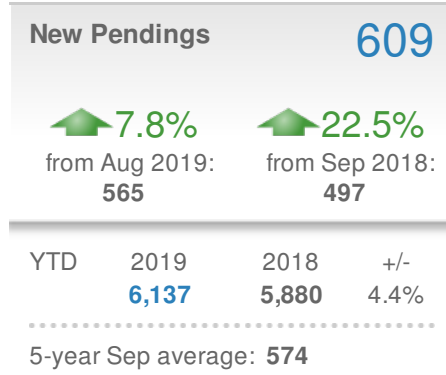 New Pendings 609
7.8% 22.5%
from Aug 2019: from Sep 2018:
565 497
YTD 2019 2018 +/-
6,137 5,880 4.4%
5-year Sep average: 574